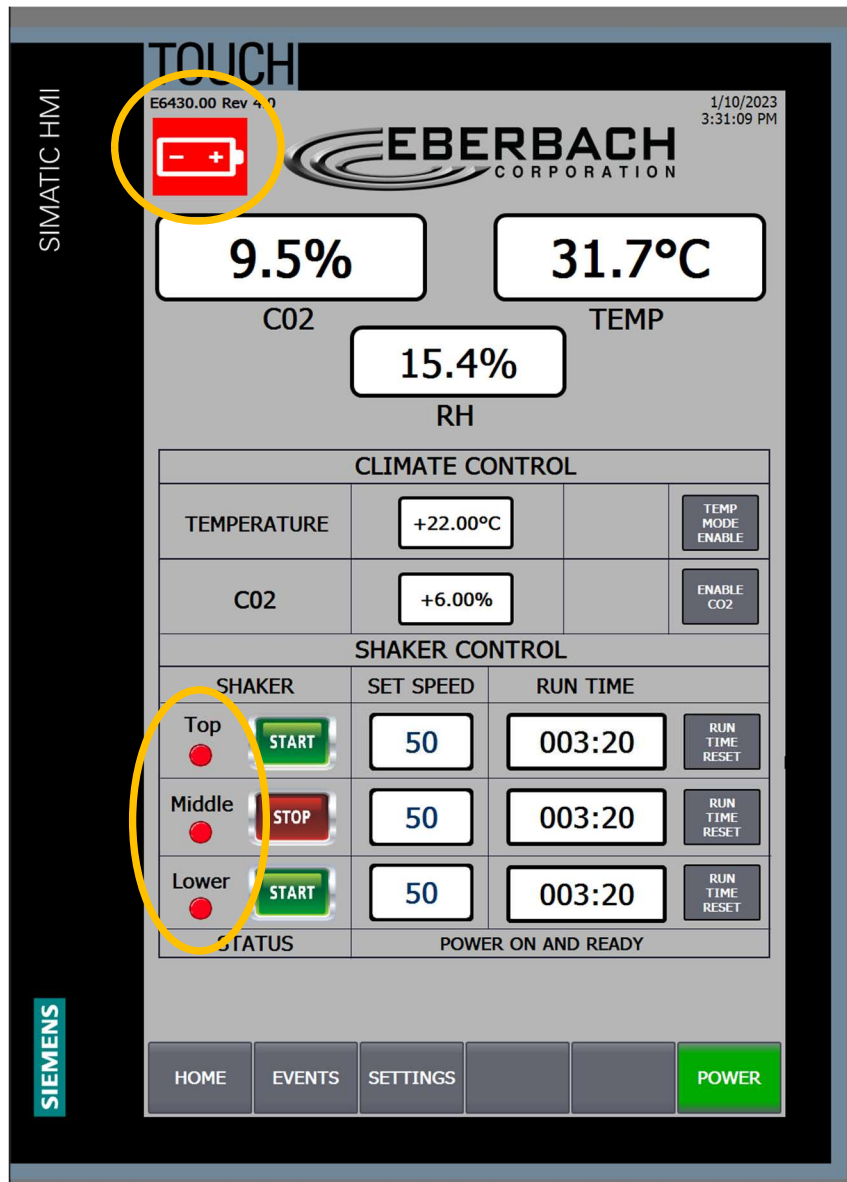 TOUCH
SIMATIC HMI
E6430.00 Rev 4.0
1/10/2023
3:31:09 PM
- +
EBERBACH
CORPORATION
9.5%
31.7°C
C02
TEMP
15.4%
RH
CLIMATE CONTROL
TEMPERATURE
+22.00°C
TEMP
MODE
ENABLE
C02
+6.00%
ENABLE
CO2
SHAKER CONTROL
SHAKER SET SPEED RUN TIME
Top
START
50
003:20
RUN
TIME
RESET
Middle
STOP
50
003:20
RUN
TIME
RESET
Lower
START
50
003:20
RUN
TIME
RESET
STATUS POWER ON AND READY
SIEMENS
HOME EVENTS SETTINGS POWER